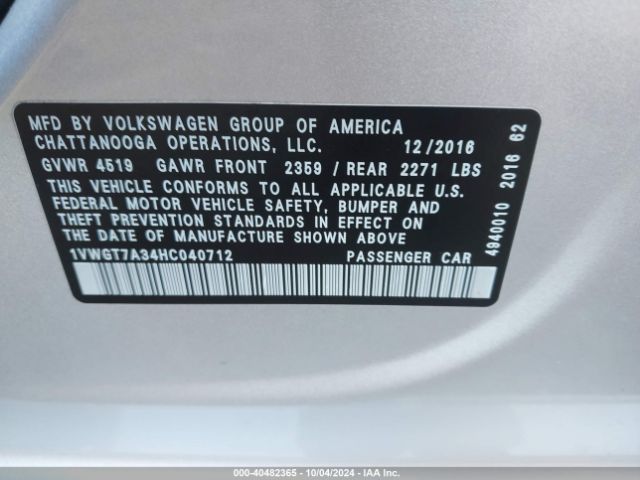 MFD BY VOLKSWAGEN GROUP OF AMERICA
CHATTANOOGA OPERATIONS, LLC. 12/2016
GVWR 4519 GAWR FRONT 2359 / REAR 2271 LBS
THIS VEHICLE CONFORMS TO ALL APPLICABLE U.S.
FEDERAL MOTOR VEHICLE SAFETY, BUMPER AND
THEFT PREVENTION STANDARDS IN EFFECT ON
THE DATE OF MANUFACTURE SHOWN ABOVE
1VWGT7A34HC040712 PASSENGER CAR
4940010 2016 62
000-40482365 - 10/04/2024 - IAA Inc.